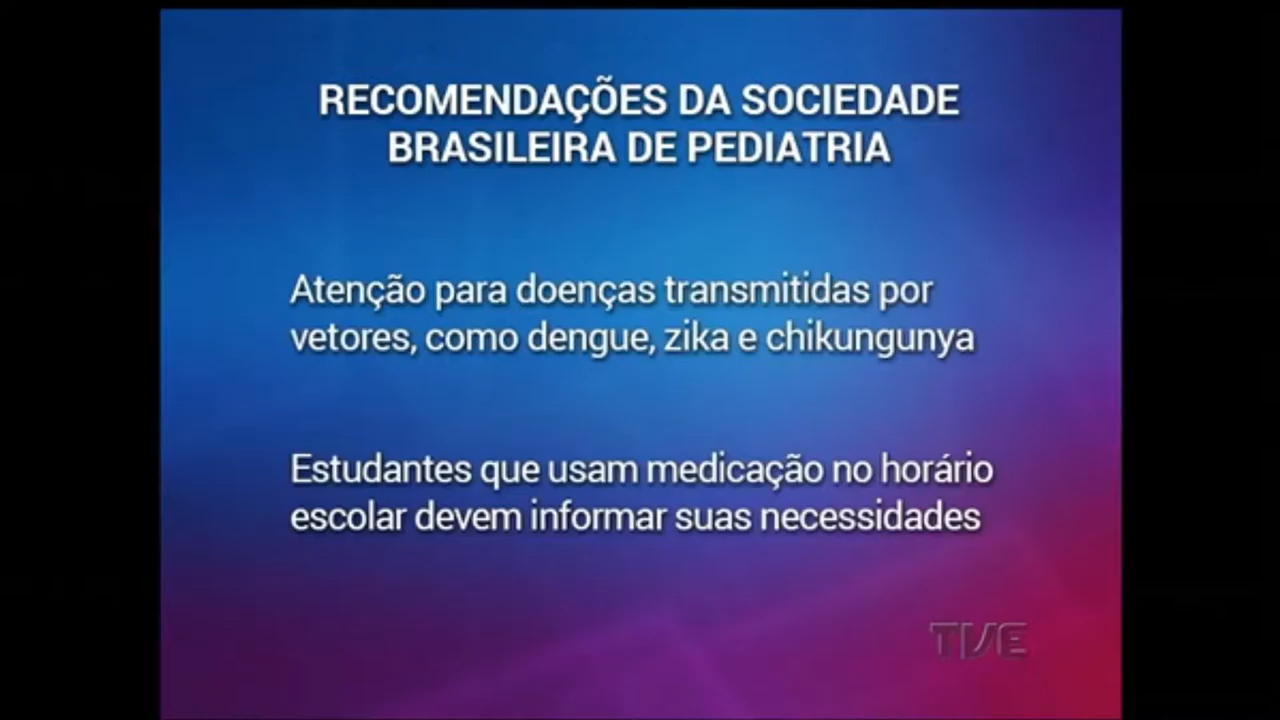 RECOMENDAÇÕES DA SOCIEDADE
BRASILEIRA DE PEDIATRIA
Atenção para doenças transmitidas por
vetores, como dengue, zika e chikungunya
Estudantes que usam medicação no horário
escolar devem informar suas necessidades
TVE